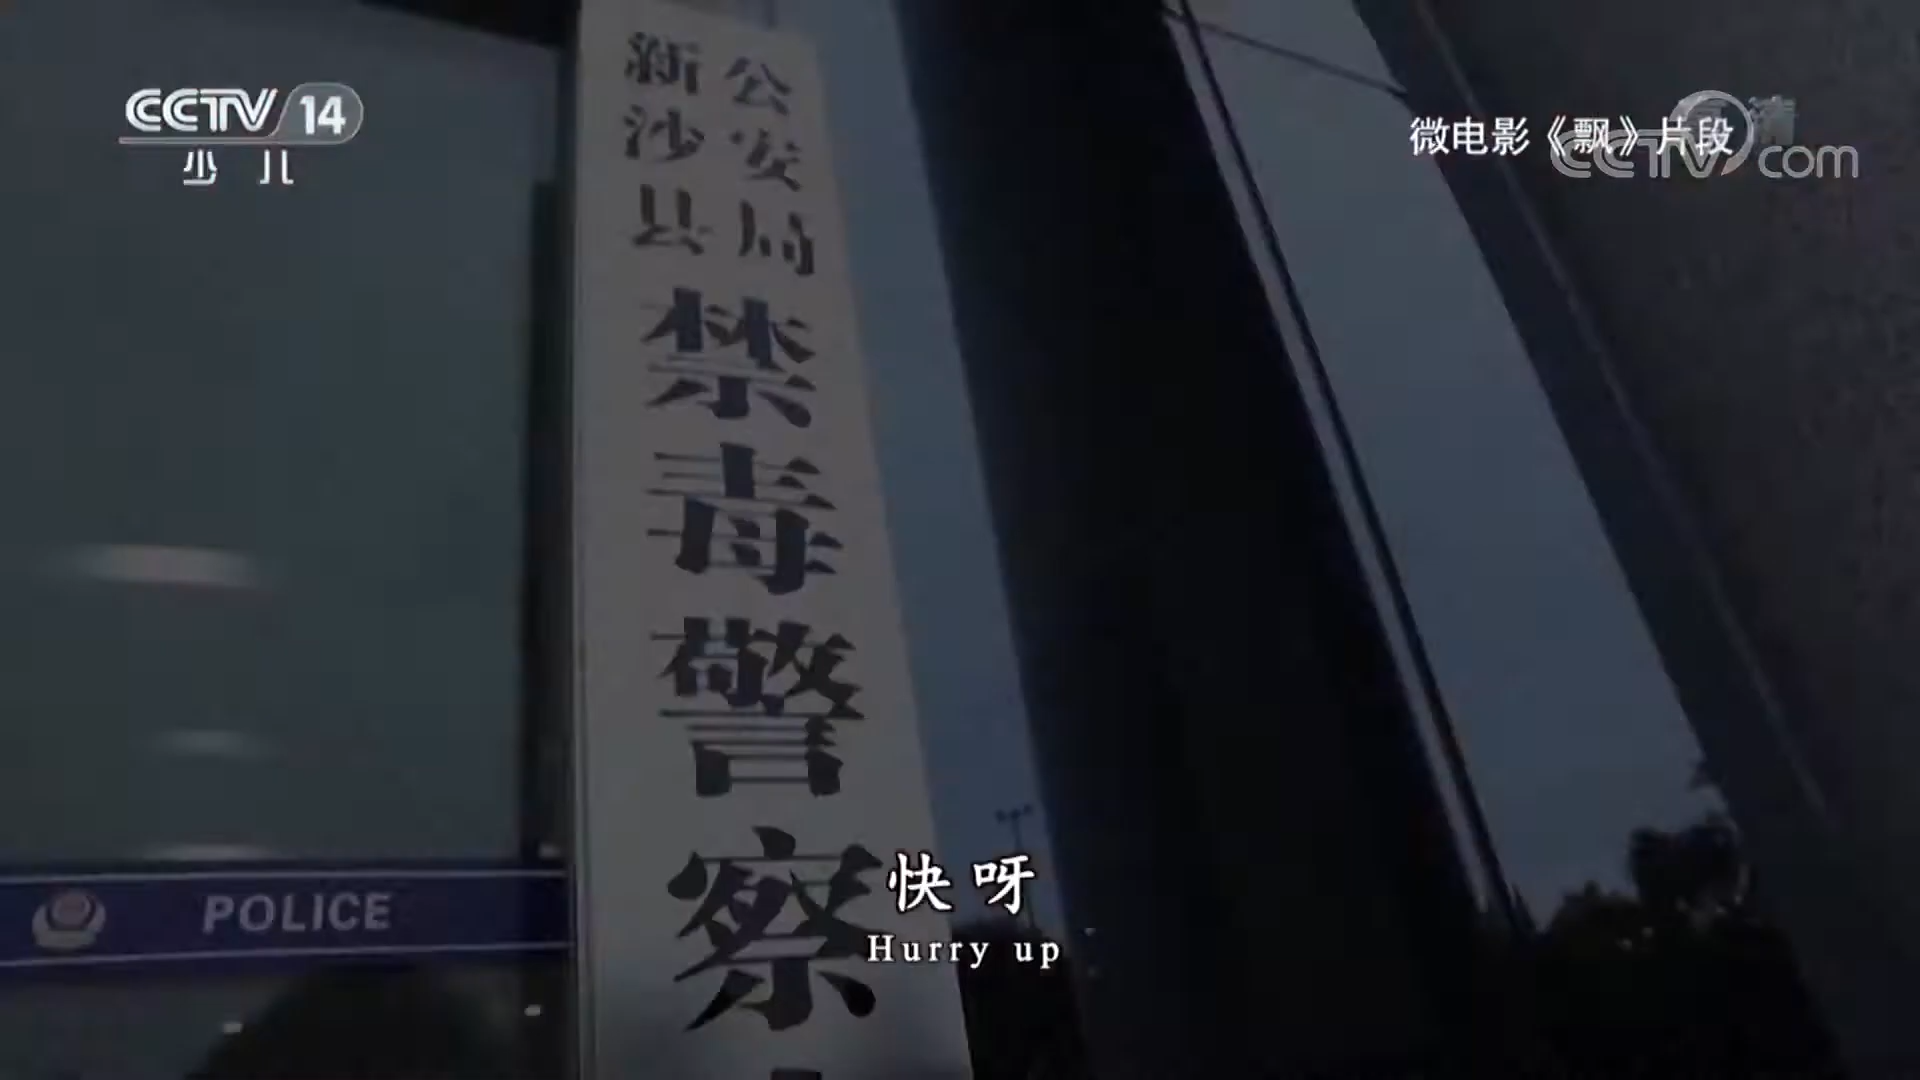 CCTV 14
少儿
微电影《飘》片段
CCTV.com
新沙县
公安局
禁毒警察
POLICE
快呀
Hurry up